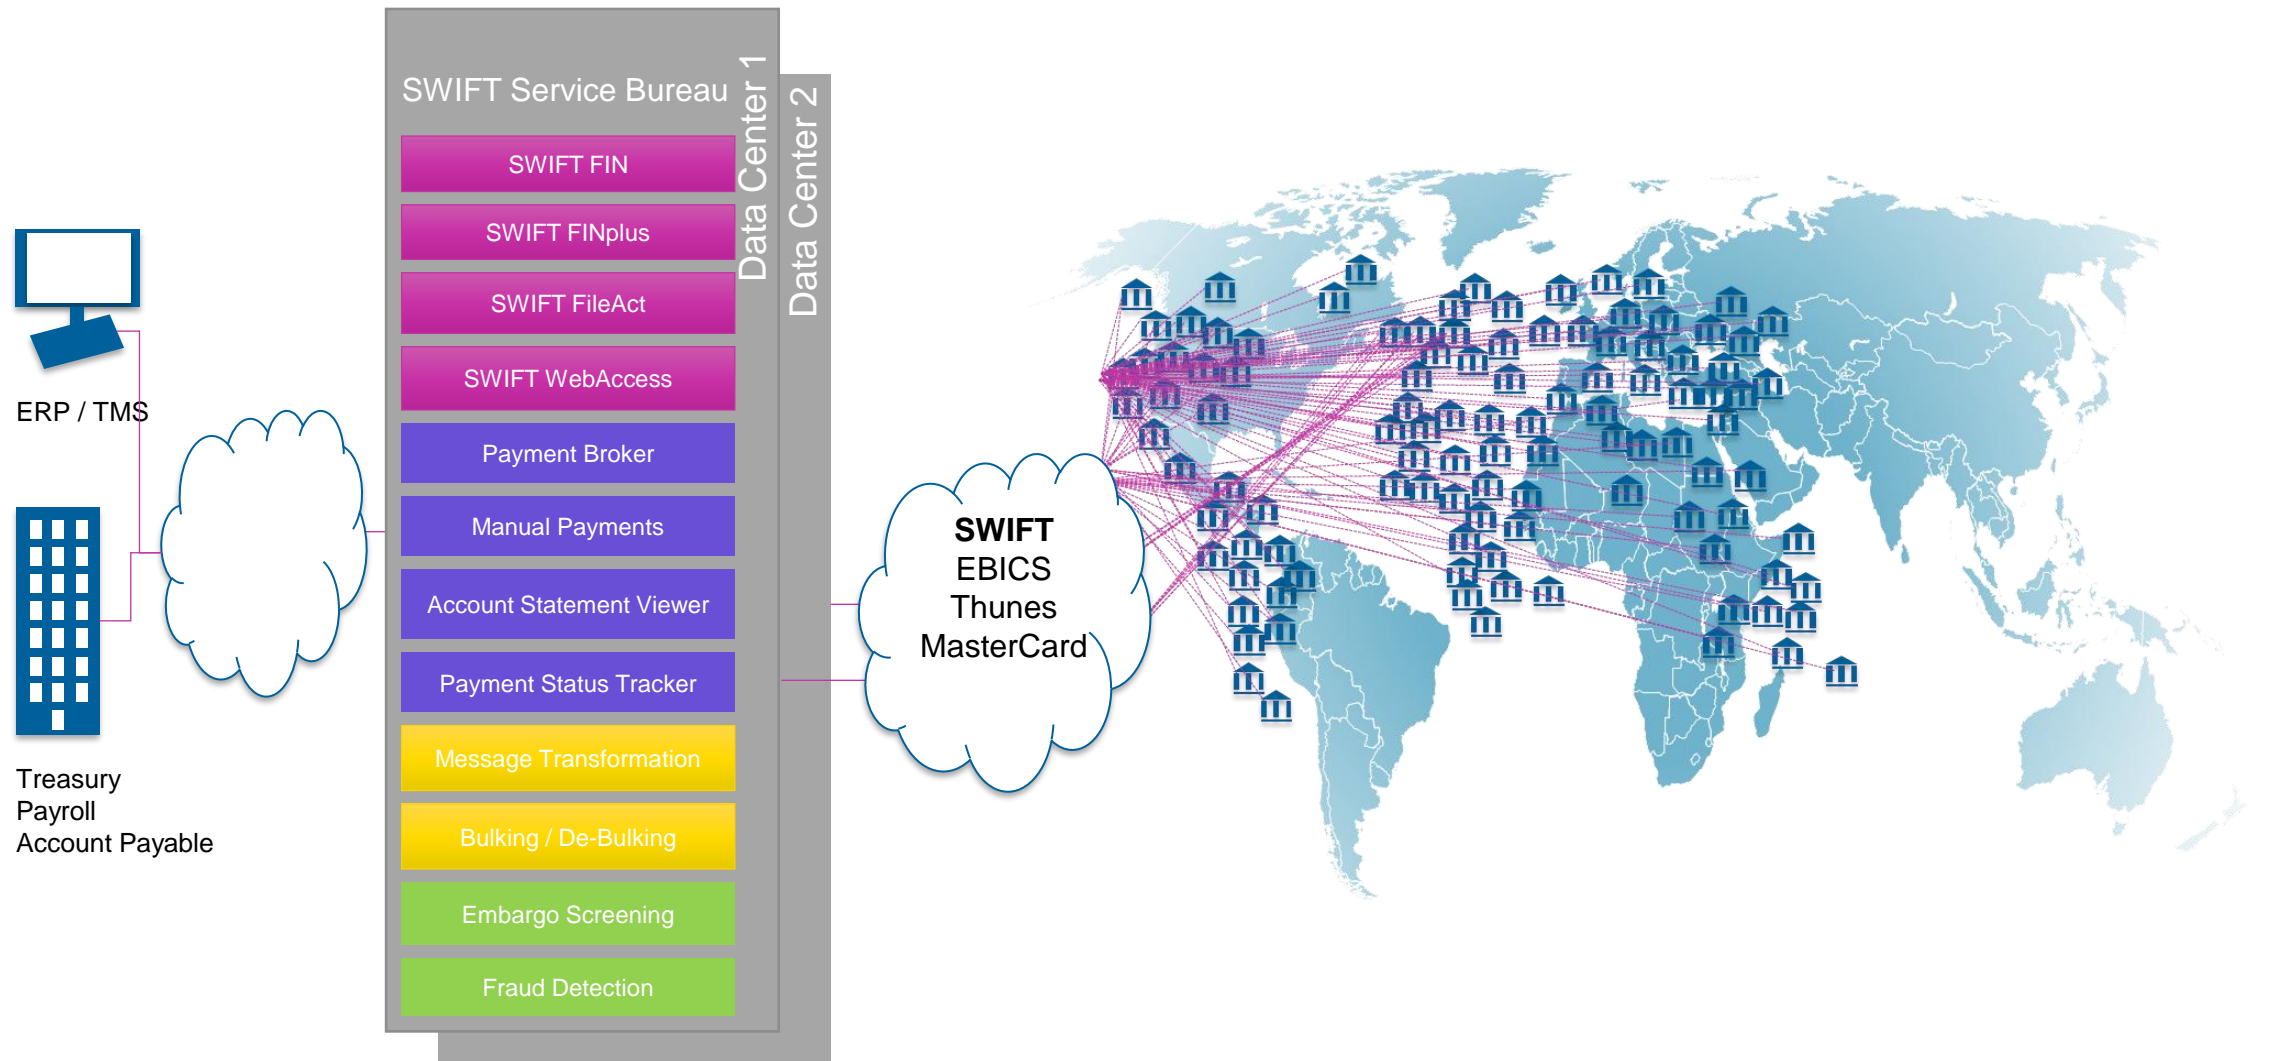 SWIFT Service Bureau
Data Center 1
Data Center 2
SWIFT FIN
SWIFT FINplus
SWIFT FileAct
SWIFT WebAccess
Payment Broker
Manual Payments
Account Statement Viewer
Payment Status Tracker
Message Transformation
Bulking / De-Bulking
Embargo Screening
Fraud Detection
ERP / TMS
Treasury
Payroll
Account Payable
SWIFT
EBICS
Thunes
MasterCard